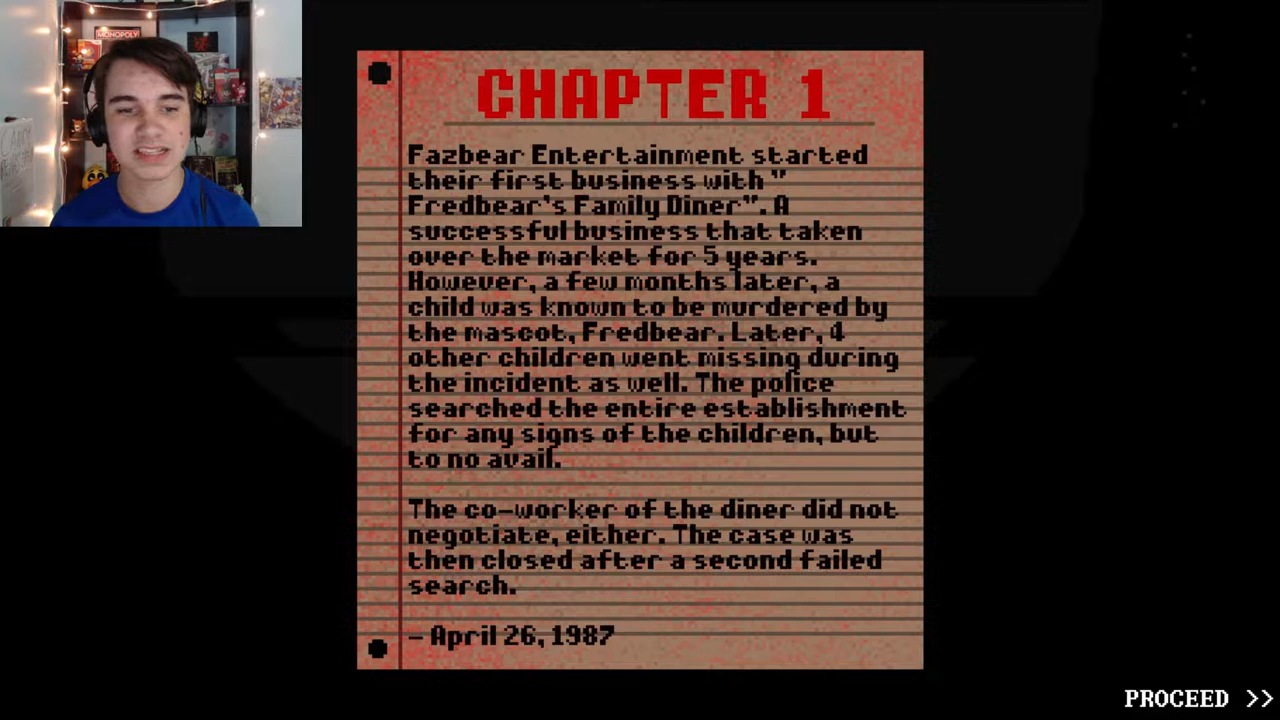 MONOPOLY
CHAPTER 1
Fazbear Entertainment started
their first business with "
Fredbear's Family Diner". A
successful business that taken
over the market for 5 years.
However, a few months later, a
child was known to be murdered by
the mascot, Fredbear. Later, 4
other children went missing during
the incident as well. The police
searched the entire establishment
for any signs of the children, but
to no avail.
The co-worker of the diner did not
negotiate, either. The case was
then closed after a second failed
search.
- April 26, 1987
PROCEED >>